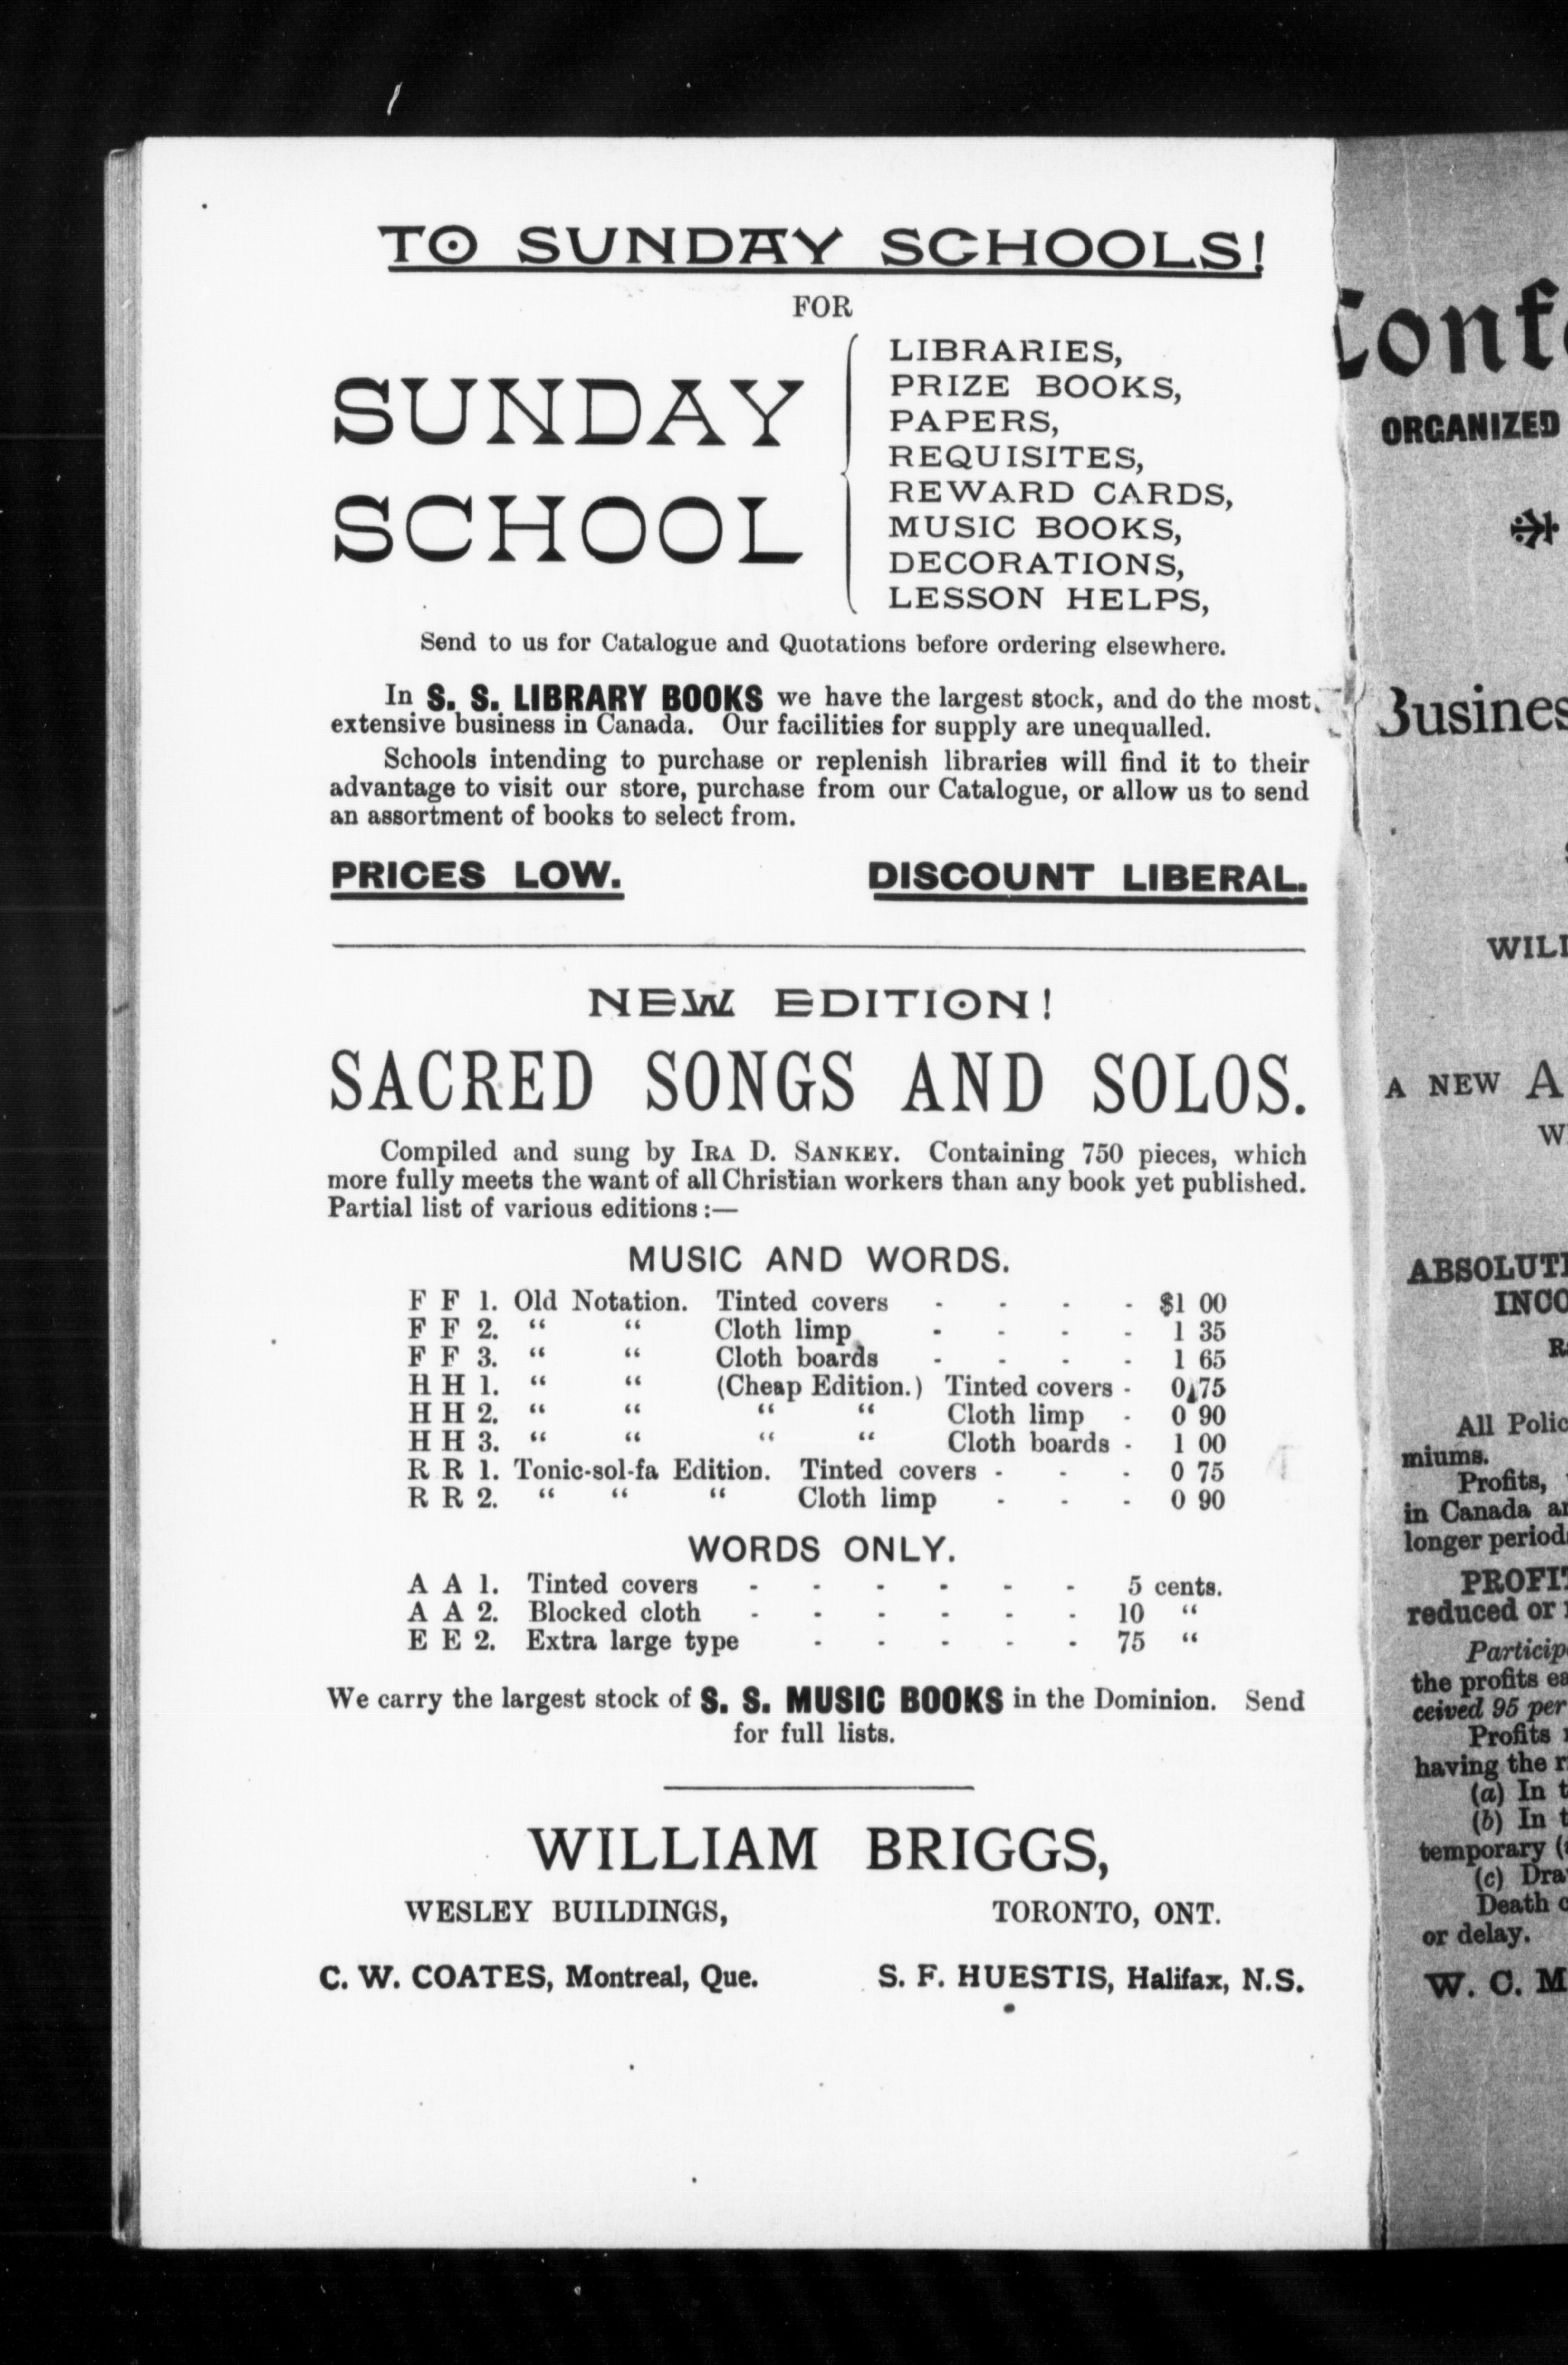 TO SUNDAY SCHOOLS!
FOR
SUNDAY
SCHOOL
LIBRARIES,
PRIZE BOOKS,
PAPERS,
REQUISITES,
REWARD CARDS,
MUSIC BOOKS,
DECORATIONS,
LESSON HELPS,
Send to us for Catalogue and Quotations before ordering elsewhere.
In S. S. LIBRARY BOOKS we have the largest stock, and do the most
extensive business in Canada. Our facilities for supply are unequalled.
Schools intending to purchase or replenish libraries will find it to their
advantage to visit our store, purchase from our Catalogue, or allow us to send
an assortment of books to select from.
PRICES LOW. DISCOUNT LIBERAL.
NEW EDITION!
SACRED SONGS AND SOLOS.
Compiled and sung by IRA D. SANKEY. Containing 750 pieces, which
more fully meets the want of all Christian workers than any book yet published.
Partial list of various editions:—
MUSIC AND WORDS.
F F 1. Old Notation. Tinted covers - - - - $1 00
F F 2. “ “ Cloth limp - - - - 1 35
F F 3. “ “ Cloth boards - - - - 1 65
H H 1. “ “ (Cheap Edition.) Tinted covers - 0 75
H H 2. “ “ “ “ Cloth limp - 0 90
H H 3. “ “ “ “ Cloth boards - 1 00
R R 1. Tonic-sol-fa Edition. Tinted covers - - - 0 75
R R 2. “ “ “ Cloth limp - - - 0 90
WORDS ONLY.
A A 1. Tinted covers - - - - - - 5 cents.
A A 2. Blocked cloth - - - - - - 10 “
E E 2. Extra large type - - - - - 75 “
We carry the largest stock of S. S. MUSIC BOOKS in the Dominion. Send
for full lists.
WILLIAM BRIGGS,
WESLEY BUILDINGS, TORONTO, ONT.
C. W. COATES, Montreal, Que. S. F. HUESTIS, Halifax, N.S.
ORGANIZED
A NEW
All
miums.
Profits,
in Canada
longer
reduced or
the profits
ceived 95 per
Profits
having the
(a) In
(b) In
temporary
(c)
Death
or delay.
W. C.